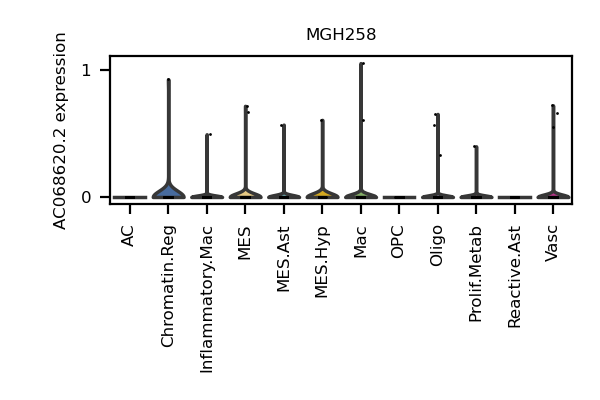 MGH258
AC068620.2 expression
1
0
AC
Chromatin.Reg
Inflammatory.Mac
MES
MES.Ast
MES.Hyp
Mac
OPC
Oligo
Prolif.Metab
Reactive.Ast
Vasc